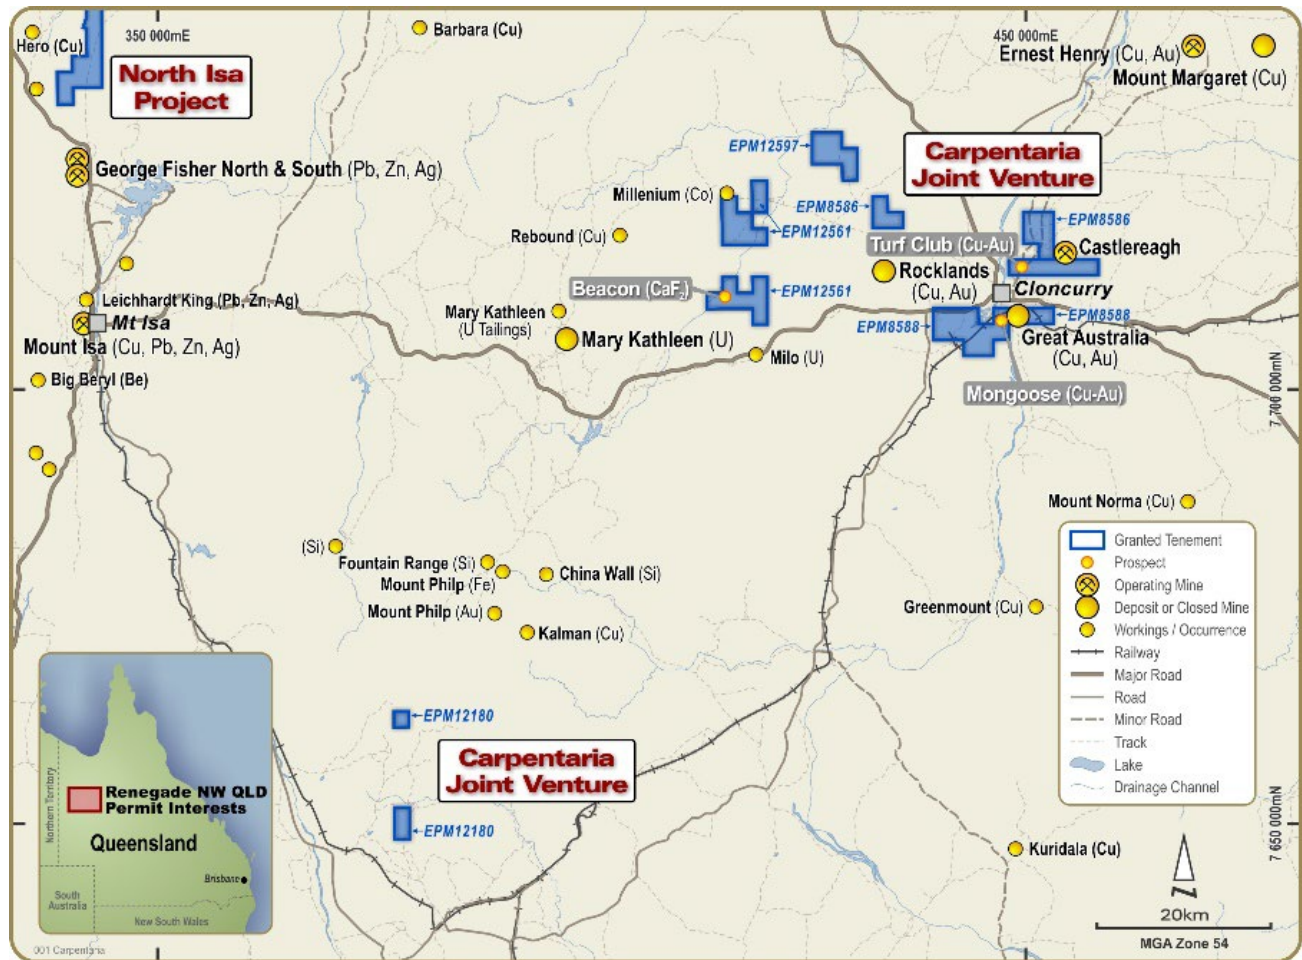 350 000mE
450 000mE
Hero (Cu)
Barbara (Cu)
Ernest Henry (Cu, Au)
Mount Margaret (Cu)
North Isa
Project
EPM12597
Carpentaria
Joint Venture
George Fisher North & South (Pb, Zn, Ag)
Millenium (Co)
EPM8586
EPM8586
EPM12561
Rebound (Cu)
Turf Club (Cu-Au)
Castlereagh
Rocklands
(Cu, Au)
Beacon (CaF₂)
EPM12561
Cloncurry
Leichhardt King (Pb, Zn, Ag)
Mary Kathleen
(U Tailings)
Mt Isa
EPM8588
EPM8588
Mount Isa (Cu, Pb, Zn, Ag)
Mary Kathleen (U)
Great Australia
(Cu, Au)
Milo (U)
Big Beryl (Be)
Mongoose (Cu-Au)
7 700 000mN
Mount Norma (Cu)
(Si)
Fountain Range (Si)
Mount Philp (Fe)
China Wall (Si)
Mount Philp (Au)
Kalman (Cu)
Greenmount (Cu)
Granted Tenement
Prospect
Operating Mine
Deposit or Closed Mine
Workings / Occurrence
Railway
Major Road
Road
Minor Road
Track
Lake
Drainage Channel
EPM12180
Carpentaria
Joint Venture
EPM12180
Northern Territory
Renegade NW QLD
Permit Interests
Queensland
Brisbane
South
Australia
New South Wales
7 650 000mN
Kuridala (Cu)
N
20km
MGA Zone 54
001 Carpentaria